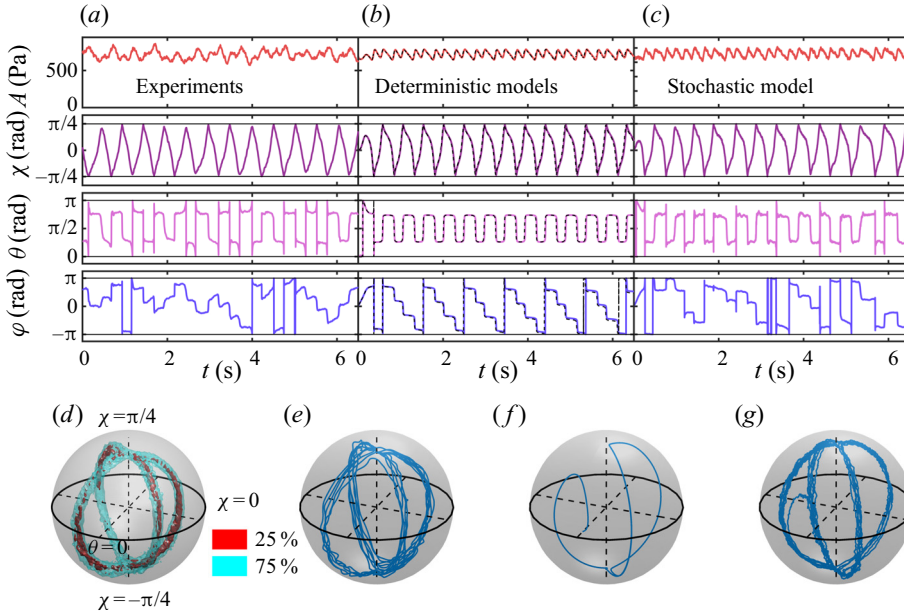 (a) (b) (c)
A (Pa)
500
0
Experiments Deterministic models Stochastic model
χ (rad)
π/4
0
−π/4
θ (rad)
π
π/2
0
φ (rad)
π
0
−π
0 2 4 6 0 2 4 6 0 2 4 6
t (s) t (s) t (s)
(d) (e) (f) (g)
χ = π/4
χ = 0
θ = 0
25 %
75 %
χ = −π/4